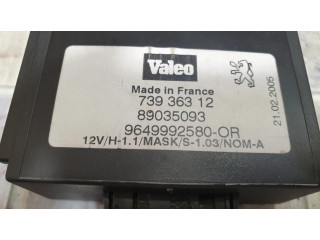 Valeo
Made in France
739 363 12
89035093
9649992580-OR
12V/H-1.1/MASK/S-1.03/NOM-A
21.02.2005